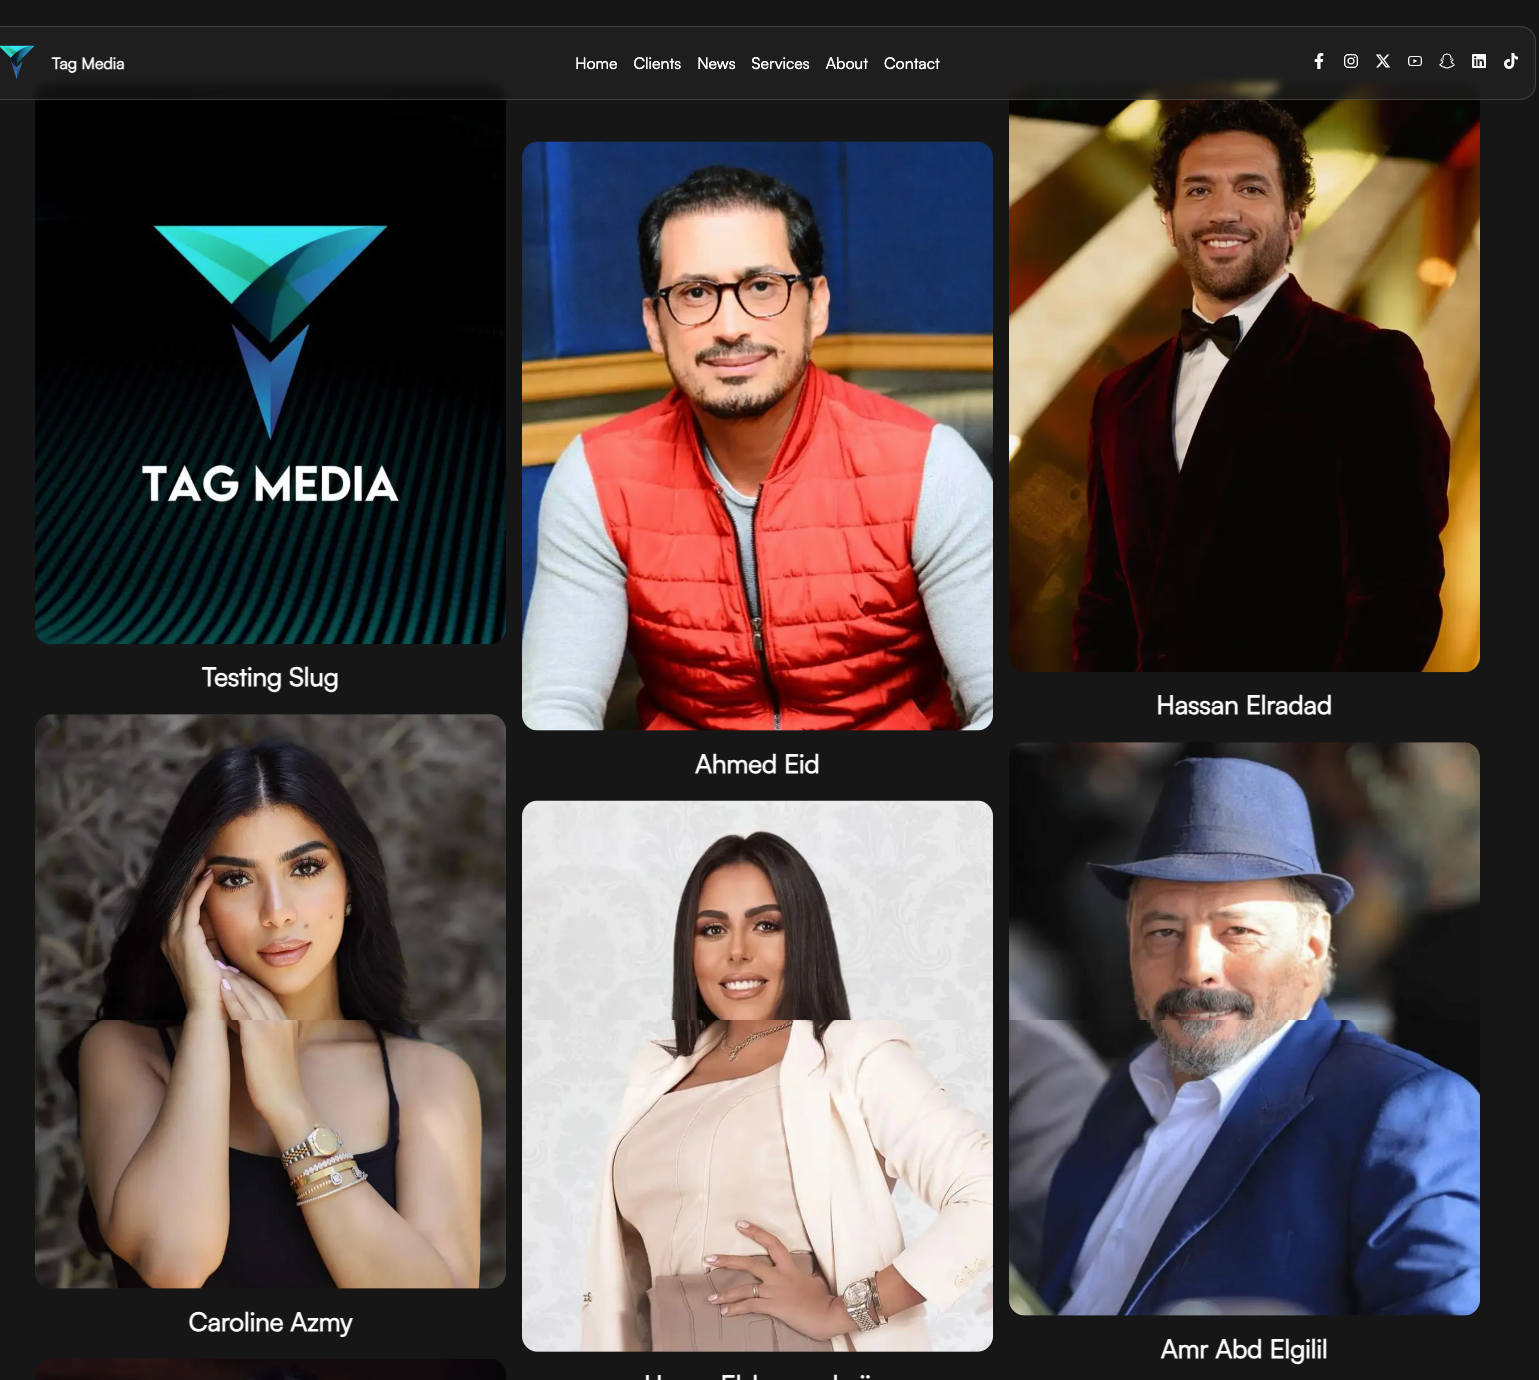 Tag Media
Home Clients News Services About Contact
TAG MEDIA
Testing Slug
Ahmed Eid
Hassan Elradad
Caroline Azmy
Amr Abd Elgilil